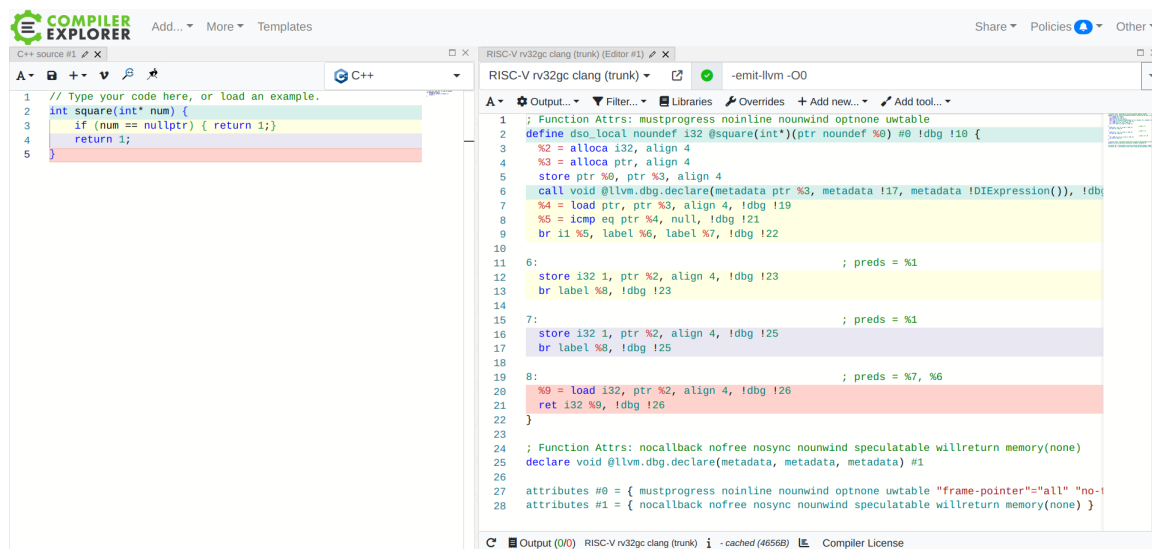 COMPILER EXPLORER Add... More Templates Share Policies Other
C++ source #1
A C++
1 // Type your code here, or load an example.
2 int square(int* num) {
3 if (num == nullptr) { return 1;}
4 return 1;
5 }
RISC-V rv32gc clang (trunk) (Editor #1)
RISC-V rv32gc clang (trunk) -emit-llvm -O0
A Output... Filter... Libraries Overrides + Add new... Add tool...
1 ; Function Attrs: mustprogress noinline nounwind optnone uwtable
2 define dso_local noundef i32 @square(int*)(ptr noundef %0) #0 !dbg !10 {
3 %2 = alloca i32, align 4
4 %3 = alloca ptr, align 4
5 store ptr %0, ptr %3, align 4
6 call void @llvm.dbg.declare(metadata ptr %3, metadata !17, metadata !DIExpression()), !dbg
7 %4 = load ptr, ptr %3, align 4, !dbg !19
8 %5 = icmp eq ptr %4, null, !dbg !21
9 br i1 %5, label %6, label %7, !dbg !22
10
11 6: ; preds = %1
12 store i32 1, ptr %2, align 4, !dbg !23
13 br label %8, !dbg !23
14
15 7: ; preds = %1
16 store i32 1, ptr %2, align 4, !dbg !25
17 br label %8, !dbg !25
18
19 8: ; preds = %7, %6
20 %9 = load i32, ptr %2, align 4, !dbg !26
21 ret i32 %9, !dbg !26
22 }
23
24 ; Function Attrs: nocallback nofree nosync nounwind speculatable willreturn memory(none)
25 declare void @llvm.dbg.declare(metadata, metadata, metadata) #1
26
27 attributes #0 = { mustprogress noinline nounwind optnone uwtable "frame-pointer"="all"
28 attributes #1 = { nocallback nofree nosync nounwind speculatable willreturn memory(none) }
Output (0/0) RISC-V rv32gc clang (trunk) i - cached (4656B) Compiler License